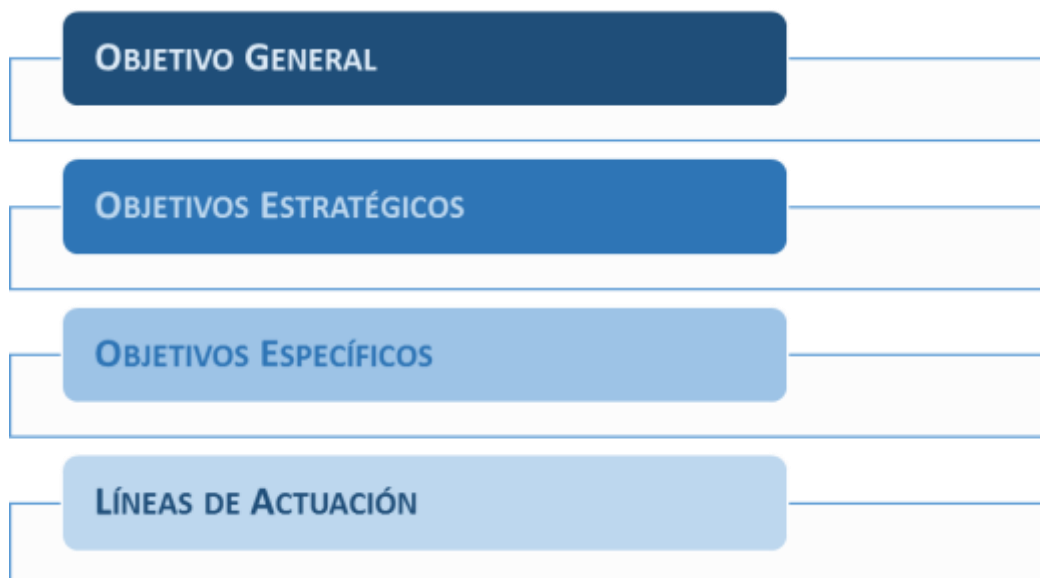 OBJETIVO GENERAL
OBJETIVOS ESTRATÉGICOS
OBJETIVOS ESPECÍFICOS
LÍNEAS DE ACTUACIÓN